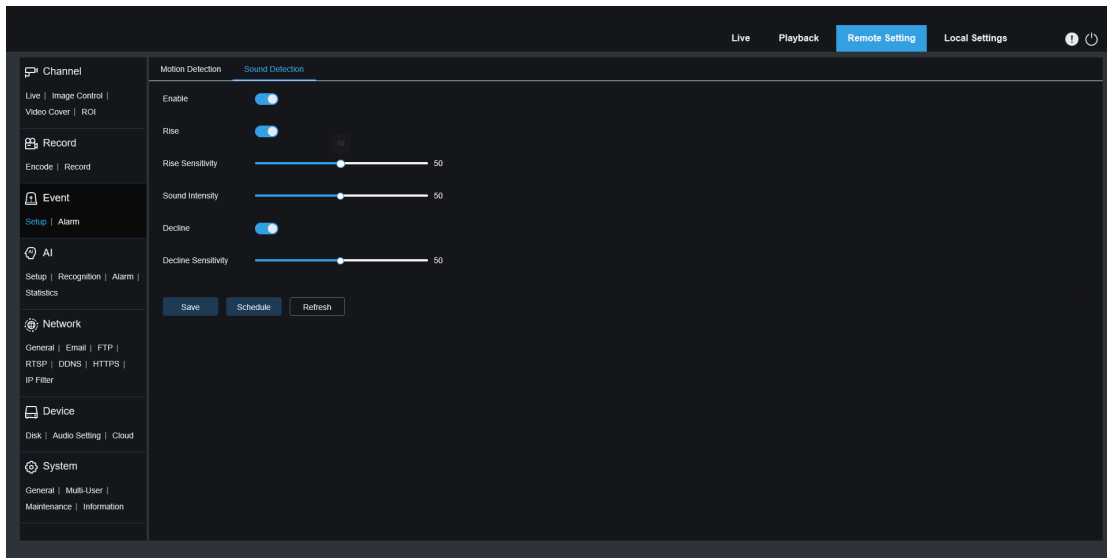 Live Playback Remote Setting Local Settings
Channel
Live | Image Control |
Video Cover | ROI
Record
Encode | Record
Event
Setup | Alarm
AI
Setup | Recognition | Alarm |
Statistics
Network
General | Email | FTP |
RTSP | DDNS | HTTPS |
IP Filter
Device
Disk | Audio Setting | Cloud
System
General | Multi-User |
Maintenance | Information
Motion Detection Sound Detection
Enable
Rise
50
Rise Sensitivity 50
Sound Intensity 50
Decline
Decline Sensitivity 50
Save Schedule Refresh